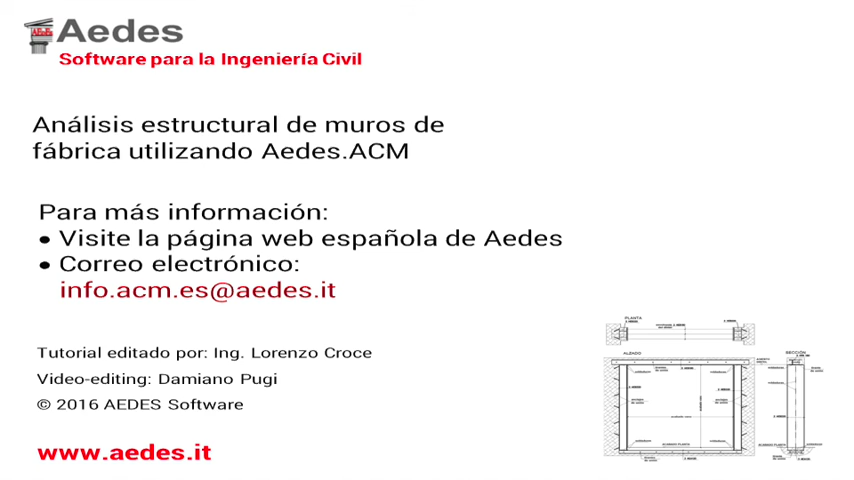 Aedes
Software para la Ingeniería Civil
Análisis estructural de muros de
fábrica utilizando Aedes.ACM
Para más información:
• Visite la página web española de Aedes
• Correo electrónico:
info.acm.es@aedes.it
Tutorial editado por: Ing. Lorenzo Croce
Video-editing: Damiano Pugi
© 2016 AEDES Software
www.aedes.it
PLANTA
ALZADO
SECCIÓN